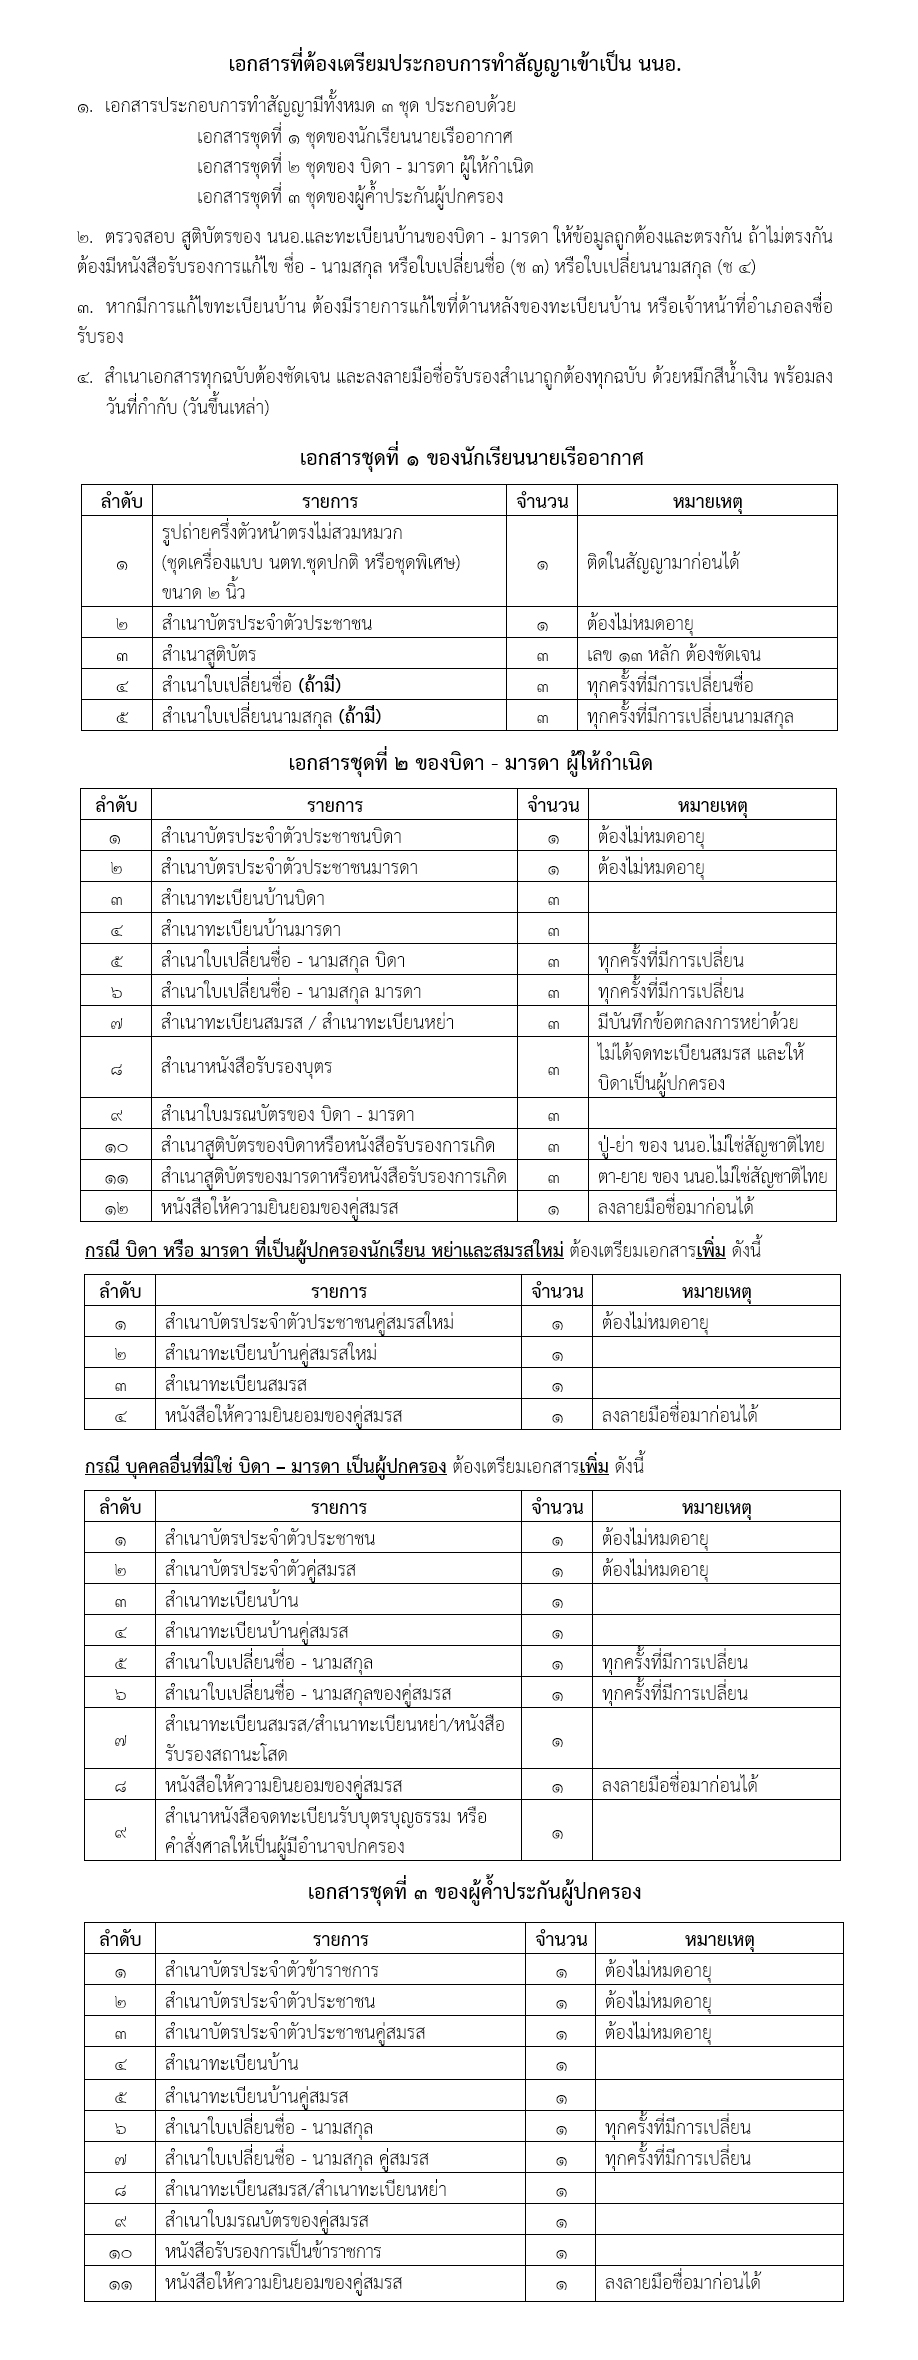 เอกสารที่ต้องเตรียมประกอบการทำสัญญาเข้าเป็น นนอ.
๑. เอกสารประกอบการทำสัญญามีทั้งหมด ๓ ชุด ประกอบด้วย
เอกสารชุดที่ ๑ ชุดของนักเรียนนายเรืออากาศ
เอกสารชุดที่ ๒ ชุดของ บิดา - มารดา ผู้ให้กำเนิด
เอกสารชุดที่ ๓ ชุดของผู้ค้ำประกันผู้ปกครอง
๒. ตรวจสอบ สูติบัตรของ นนอ.และทะเบียนบ้านของบิดา - มารดา ให้ข้อมูลถูกต้องและตรงกัน ถ้าไม่ตรงกัน
ต้องมีหนังสือรับรองการแก้ไข ชื่อ - นามสกุล หรือใบเปลี่ยนชื่อ (ช ๓) หรือใบเปลี่ยนนามสกุล (ช ๔)
๓. หากมีการแก้ไขทะเบียนบ้าน ต้องมีรายการแก้ไขที่ด้านหลังของทะเบียนบ้าน หรือเจ้าหน้าที่อำเภอลงชื่อ
รับรอง
๔. สำเนาเอกสารทุกฉบับต้องชัดเจน และลงลายมือชื่อรับรองสำเนาถูกต้องทุกฉบับ ด้วยหมึกสีน้ำเงิน พร้อมลง
วันที่กำกับ (วันขึ้นเหล่า)
เอกสารชุดที่ ๑ ของนักเรียนนายเรืออากาศ
ลำดับ รายการ จำนวน หมายเหตุ
รูปถ่ายครึ่งตัวหน้าตรงไม่สวมหมวก
๑ (ชุดเครื่องแบบ นตท.ชุดปกติ หรือชุดพิเศษ) ๑ ติดในสัญญามาก่อนได้
ขนาด ๒ นิ้ว
๒ สำเนาบัตรประจำตัวประชาชน ๑ ต้องไม่หมดอายุ
๓ สำเนาสูติบัตร ๓ เลข ๑๓ หลัก ต้องชัดเจน
๔ สำเนาใบเปลี่ยนชื่อ (ถ้ามี) ๓ ทุกครั้งที่มีการเปลี่ยนชื่อ
๕ สำเนาใบเปลี่ยนนามสกุล (ถ้ามี) ๓ ทุกครั้งที่มีการเปลี่ยนนามสกุล
เอกสารชุดที่ ๒ ของบิดา - มารดา ผู้ให้กำเนิด
ลำดับ รายการ จำนวน หมายเหตุ
๑ สำเนาบัตรประจำตัวประชาชนบิดา ๑ ต้องไม่หมดอายุ
๒ สำเนาบัตรประจำตัวประชาชนมารดา ๑ ต้องไม่หมดอายุ
๓ สำเนาทะเบียนบ้านบิดา ๓
๔ สำเนาทะเบียนบ้านมารดา ๓
๕ สำเนาใบเปลี่ยนชื่อ - นามสกุล บิดา ๓ ทุกครั้งที่มีการเปลี่ยน
๖ สำเนาใบเปลี่ยนชื่อ - นามสกุล มารดา ๓ ทุกครั้งที่มีการเปลี่ยน
๗ สำเนาทะเบียนสมรส / สำเนาทะเบียนหย่า ๓ มีบันทึกข้อตกลงการหย่าด้วย
๘ สำเนาหนังสือรับรองบุตร ๓ ไม่ได้จดทะเบียนสมรส และให้
บิดาเป็นผู้ปกครอง
๙ สำเนาใบมรณบัตรของ บิดา - มารดา ๓
๑๐ สำเนาสูติบัตรของบิดาหรือหนังสือรับรองการเกิด ๓ ปู่-ย่า ของ นนอ.ไม่ใช่สัญชาติไทย
๑๑ สำเนาสูติบัตรของมารดาหรือหนังสือรับรองการเกิด ๓ ตา-ยาย ของ นนอ.ไม่ใช่สัญชาติไทย
๑๒ หนังสือให้ความยินยอมของคู่สมรส ๑ ลงลายมือชื่อมาก่อนได้
กรณี บิดา หรือ มารดา ที่เป็นผู้ปกครองนักเรียน หย่าและสมรสใหม่ ต้องเตรียมเอกสารเพิ่ม ดังนี้
ลำดับ รายการ จำนวน หมายเหตุ
๑ สำเนาบัตรประจำตัวประชาชนคู่สมรสใหม่ ๑ ต้องไม่หมดอายุ
๒ สำเนาทะเบียนบ้านคู่สมรสใหม่ ๑
๓ สำเนาทะเบียนสมรส ๑
๔ หนังสือให้ความยินยอมของคู่สมรส ๑ ลงลายมือชื่อมาก่อนได้
กรณี บุคคลอื่นที่มิใช่ บิดา – มารดา เป็นผู้ปกครอง ต้องเตรียมเอกสารเพิ่ม ดังนี้
ลำดับ รายการ จำนวน หมายเหตุ
๑ สำเนาบัตรประจำตัวประชาชน ๑ ต้องไม่หมดอายุ
๒ สำเนาบัตรประจำตัวคู่สมรส ๑ ต้องไม่หมดอายุ
๓ สำเนาทะเบียนบ้าน ๑
๔ สำเนาทะเบียนบ้านคู่สมรส ๑
๕ สำเนาใบเปลี่ยนชื่อ - นามสกุล ๑ ทุกครั้งที่มีการเปลี่ยน
๖ สำเนาใบเปลี่ยนชื่อ - นามสกุลของคู่สมรส ๑ ทุกครั้งที่มีการเปลี่ยน
๗ สำเนาทะเบียนสมรส/สำเนาทะเบียนหย่า/หนังสือ ๑
รับรองสถานะโสด
๘ หนังสือให้ความยินยอมของคู่สมรส ๑ ลงลายมือชื่อมาก่อนได้
๙ สำเนาหนังสือจดทะเบียนรับบุตรบุญธรรม หรือ ๑
คำสั่งศาลให้เป็นผู้มีอำนาจปกครอง
เอกสารชุดที่ ๓ ของผู้ค้ำประกันผู้ปกครอง
ลำดับ รายการ จำนวน หมายเหตุ
๑ สำเนาบัตรประจำตัวข้าราชการ ๑ ต้องไม่หมดอายุ
๒ สำเนาบัตรประจำตัวประชาชน ๑ ต้องไม่หมดอายุ
๓ สำเนาบัตรประจำตัวประชาชนคู่สมรส ๑ ต้องไม่หมดอายุ
๔ สำเนาทะเบียนบ้าน ๑
๕ สำเนาทะเบียนบ้านคู่สมรส ๑
๖ สำเนาใบเปลี่ยนชื่อ - นามสกุล ๑ ทุกครั้งที่มีการเปลี่ยน
๗ สำเนาใบเปลี่ยนชื่อ - นามสกุล คู่สมรส ๑ ทุกครั้งที่มีการเปลี่ยน
๘ สำเนาทะเบียนสมรส/สำเนาทะเบียนหย่า ๑
๙ สำเนาใบมรณบัตรของคู่สมรส ๑
๑๐ หนังสือรับรองการเป็นข้าราชการ ๑
๑๑ หนังสือให้ความยินยอมของคู่สมรส ๑ ลงลายมือชื่อมาก่อนได้